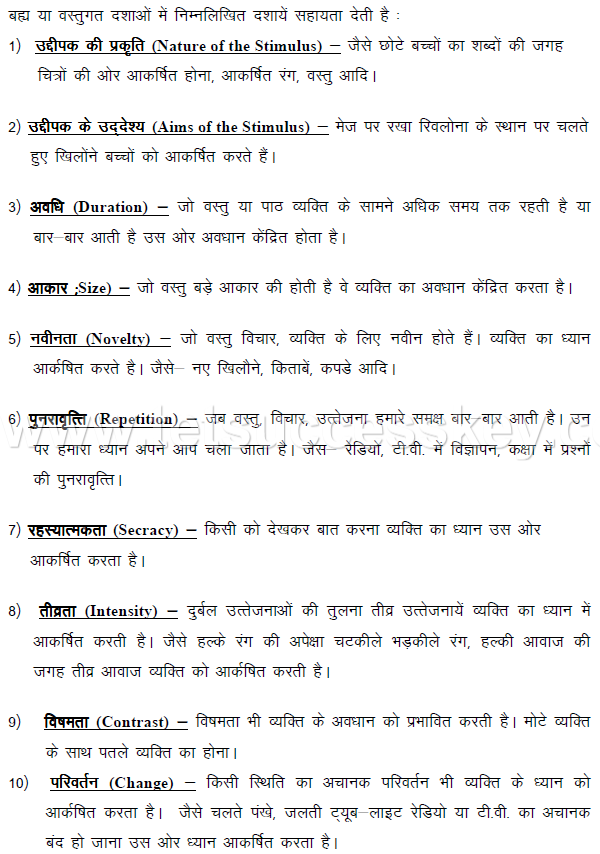 बह्य या वस्तुगत दशाओं में निम्नलिखित दशायें सहायता देती है :
1) उद्दीपक की प्रकृति (Nature of the Stimulus) – जैसे छोटे बच्चों का शब्दों की जगह
चित्रों की ओर आकर्षित होना, आकर्षित रंग, वस्तु आदि।
2) उद्दीपक के उद्देश्य (Aims of the Stimulus) – मेज पर रखा रिवलोना के स्थान पर चलते
हुए खिलोंने बच्चों को आकर्षित करते हैं।
3) अवधि (Duration) – जो वस्तु या पाठ व्यक्ति के सामने अधिक समय तक रहती है या
बार–बार आती है उस ओर अवधान केंद्रित होता है।
4) आकार ;Size) – जो वस्तु बड़े आकार की होती है वे व्यक्ति का अवधान केंद्रित करता है।
5) नवीनता (Novelty) – जो वस्तु विचार, व्यक्ति के लिए नवीन होते हैं। व्यक्ति का ध्यान
आर्कषित करते है। जैसे– नए खिलौने, किताबें, कपडे आदि।
6) पुनरावृत्ति (Repetition) – जब वस्तु, विचार, उत्तेजना हमारे समक्ष बार–बार आती है। उन
www.letsuccesskey.c
पर हमारा ध्यान अपने आप चला जाता है। जैस रेडियो, टी.वी. में विज्ञापन, कक्षा में प्रश्नों
की पुनरावृत्ति।
7) रहस्यात्मकता (Secracy) – किसी को देखकर बात करना व्यक्ति का ध्यान उस ओर
आकर्षित करता है।
8) तीव्रता (Intensity) – दुर्बल उत्तेजनाओं की तुलना तीव्र उत्तेजनायें व्यक्ति का ध्यान में
आकर्षित करती है। जैसे हल्के रंग की अपेक्षा चटकीले भड़कीले रंग, हल्की आवाज की
जगह तीव्र आवाज व्यक्ति को आर्कषित करती है।
9) विषमता (Contrast) – विषमता भी व्यक्ति के अवधान को प्रभावित करती है। मोटे व्यक्ति
के साथ पतले व्यक्ति का होना।
10) परिवर्तन (Change) – किसी स्थिति का अचानक परिवर्तन भी व्यक्ति के ध्यान को
आर्कषित करता है। जैसे चलते पंखे, जलती ट्यूब–लाइट रेडियो या टी.वी. का अचानक
बंद हो जाना उस ओर ध्यान आकर्षित करता है।